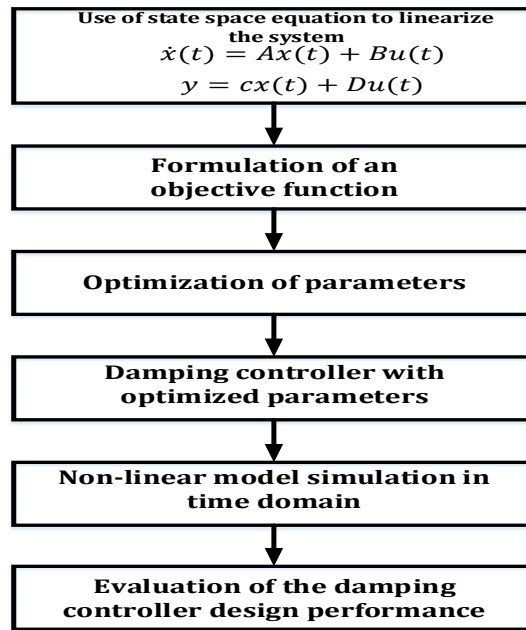 Use of state space equation to linearize
the system
ẋ(t) = Ax(t) + Bu(t)
y = cx(t) + Du(t)
Formulation of an
objective function
Optimization of parameters
Damping controller with
optimized parameters
Non-linear model simulation in
time domain
Evaluation of the damping
controller design performance